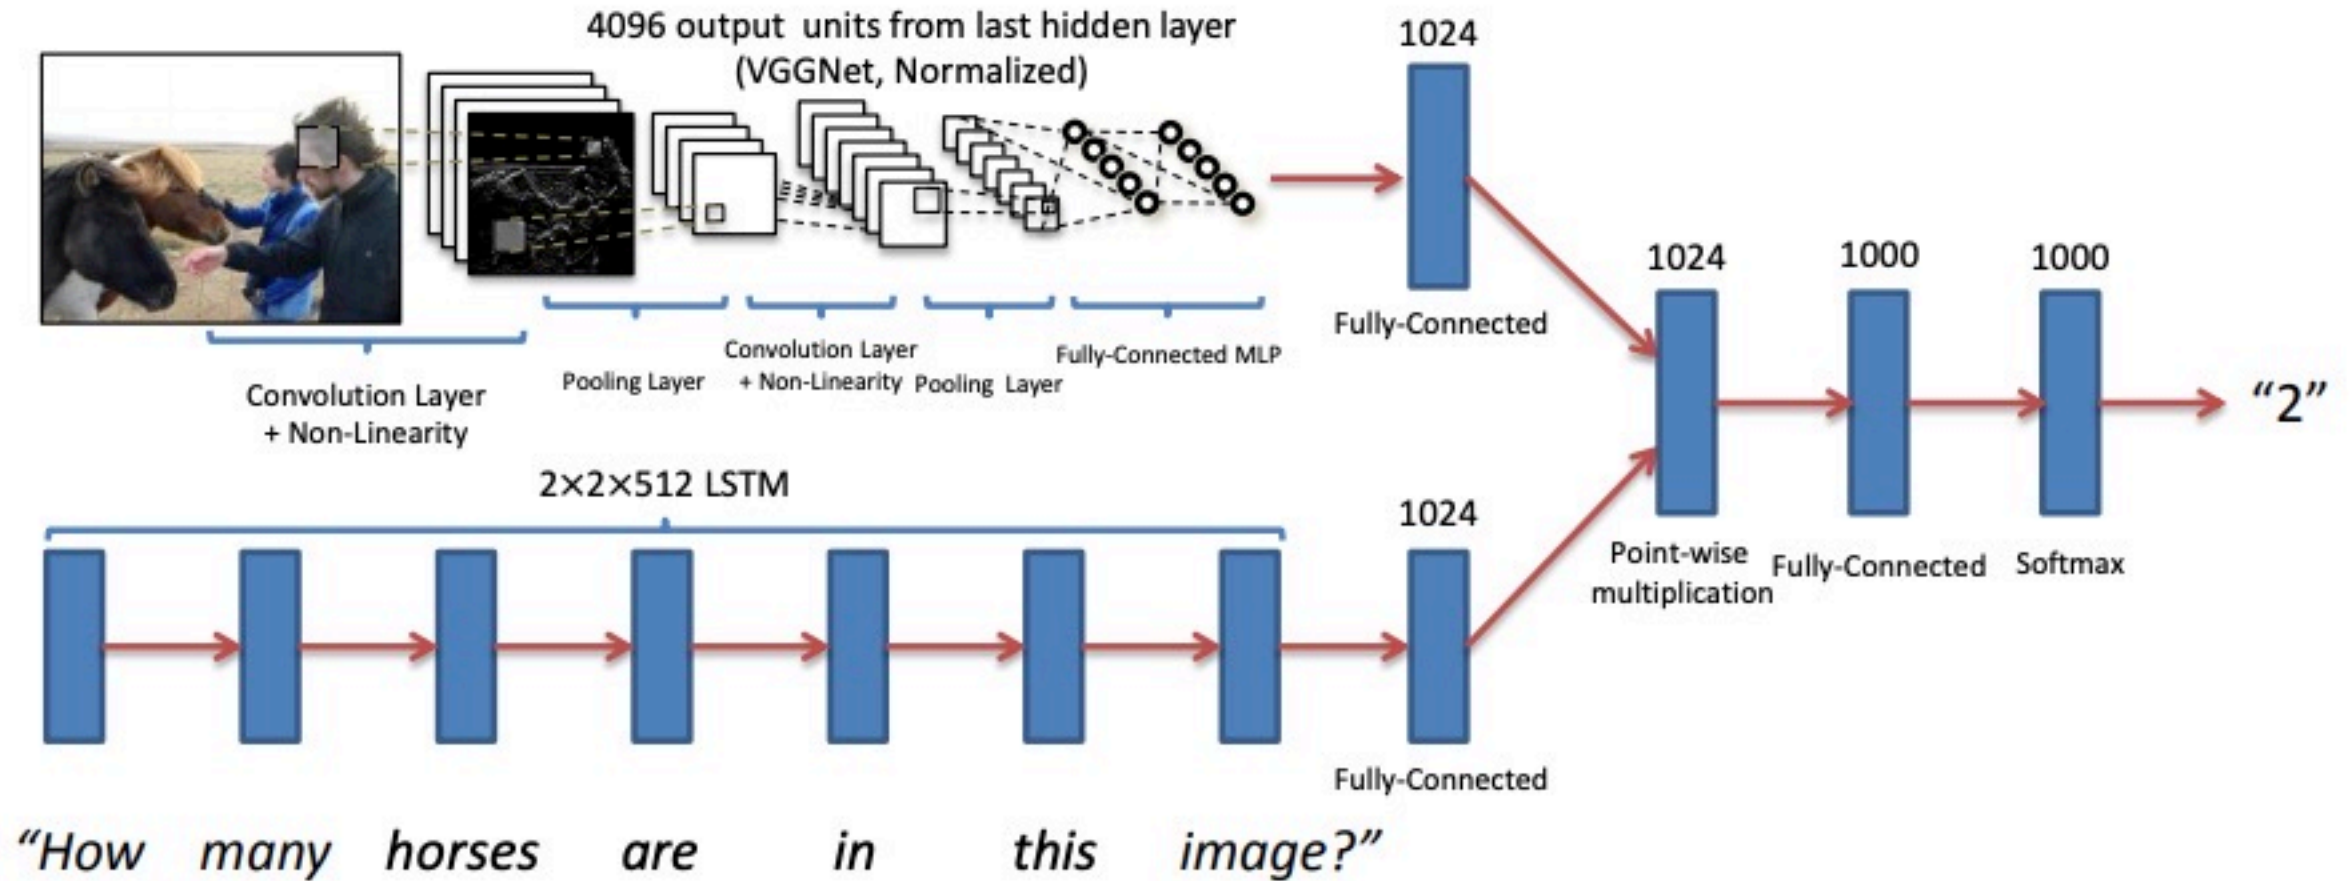 4096 output units from last hidden layer
(VGGNet, Normalized)
1024
Fully-Connected
Convolution Layer
+ Non-Linearity
Pooling Layer
Convolution Layer
+ Non-Linearity
Pooling Layer
Fully-Connected MLP
1024
Point-wise
multiplication
1000
Fully-Connected
1000
Softmax
“2”
2×2×512 LSTM
1024
Fully-Connected
“How many horses are in this image?”